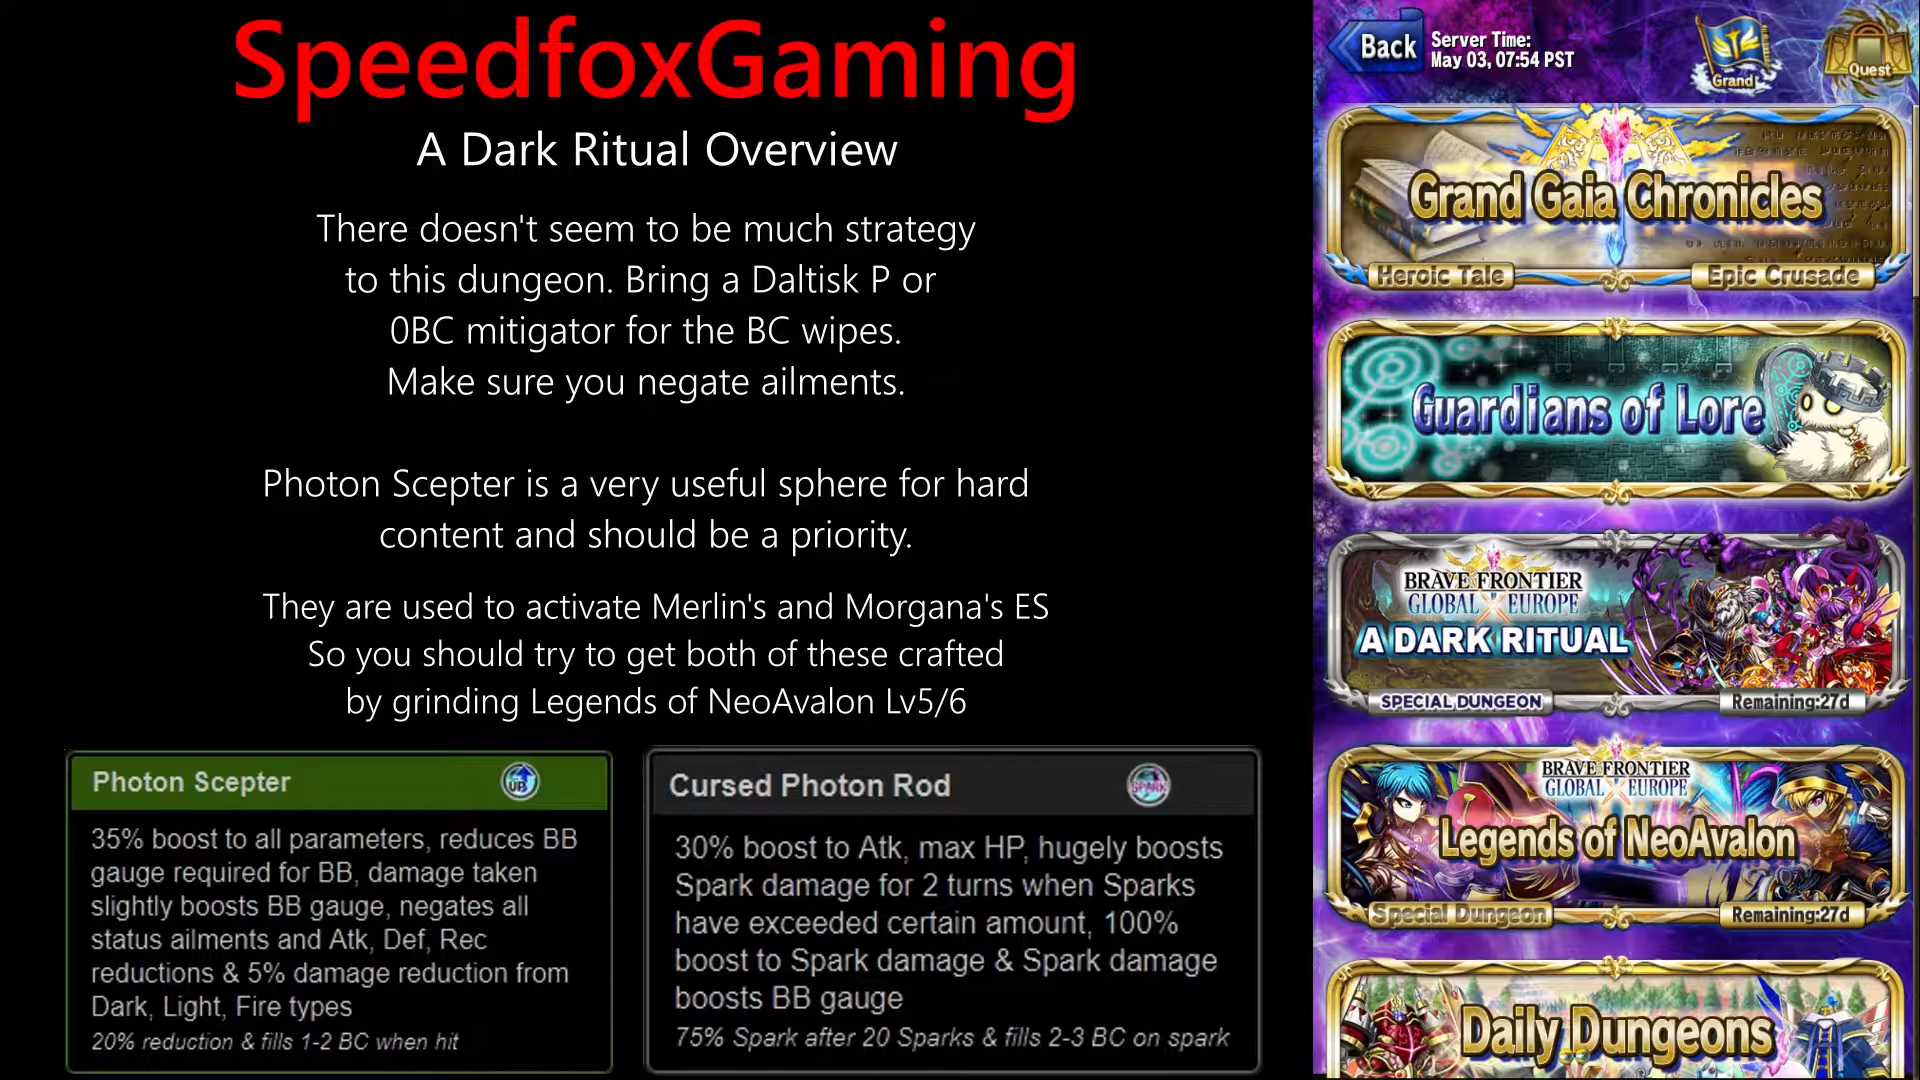 SpeedfoxGaming
A Dark Ritual Overview
There doesn't seem to be much strategy
to this dungeon. Bring a Daltisk P or
0BC mitigator for the BC wipes.
Make sure you negate ailments.
Photon Scepter is a very useful sphere for hard
content and should be a priority.
They are used to activate Merlin's and Morgana's ES
So you should try to get both of these crafted
by grinding Legends of NeoAvalon Lv5/6
Photon Scepter
UP
35% boost to all parameters, reduces BB
gauge required for BB, damage taken
slightly boosts BB gauge, negates all
status ailments and Atk, Def, Rec
reductions & 5% damage reduction from
Dark, Light, Fire types
20% reduction & fills 1-2 BC when hit
Cursed Photon Rod
SPARK
30% boost to Atk, max HP, hugely boosts
Spark damage for 2 turns when Sparks
have exceeded certain amount, 100%
boost to Spark damage & Spark damage
boosts BB gauge
75% Spark after 20 Sparks & fills 2-3 BC on spark
Back
Server Time:
May 03, 07:54 PST
Grand
Quest
Grand Gaia Chronicles
Heroic Tale
Epic Crusade
Guardians of Lore
BRAVE FRONTIER
GLOBAL X EUROPE
A DARK RITUAL
SPECIAL DUNGEON
Remaining:27d
BRAVE FRONTIER
GLOBAL X EUROPE
Legends of NeoAvalon
Special Dungeon
Remaining:27d
Daily Dungeons